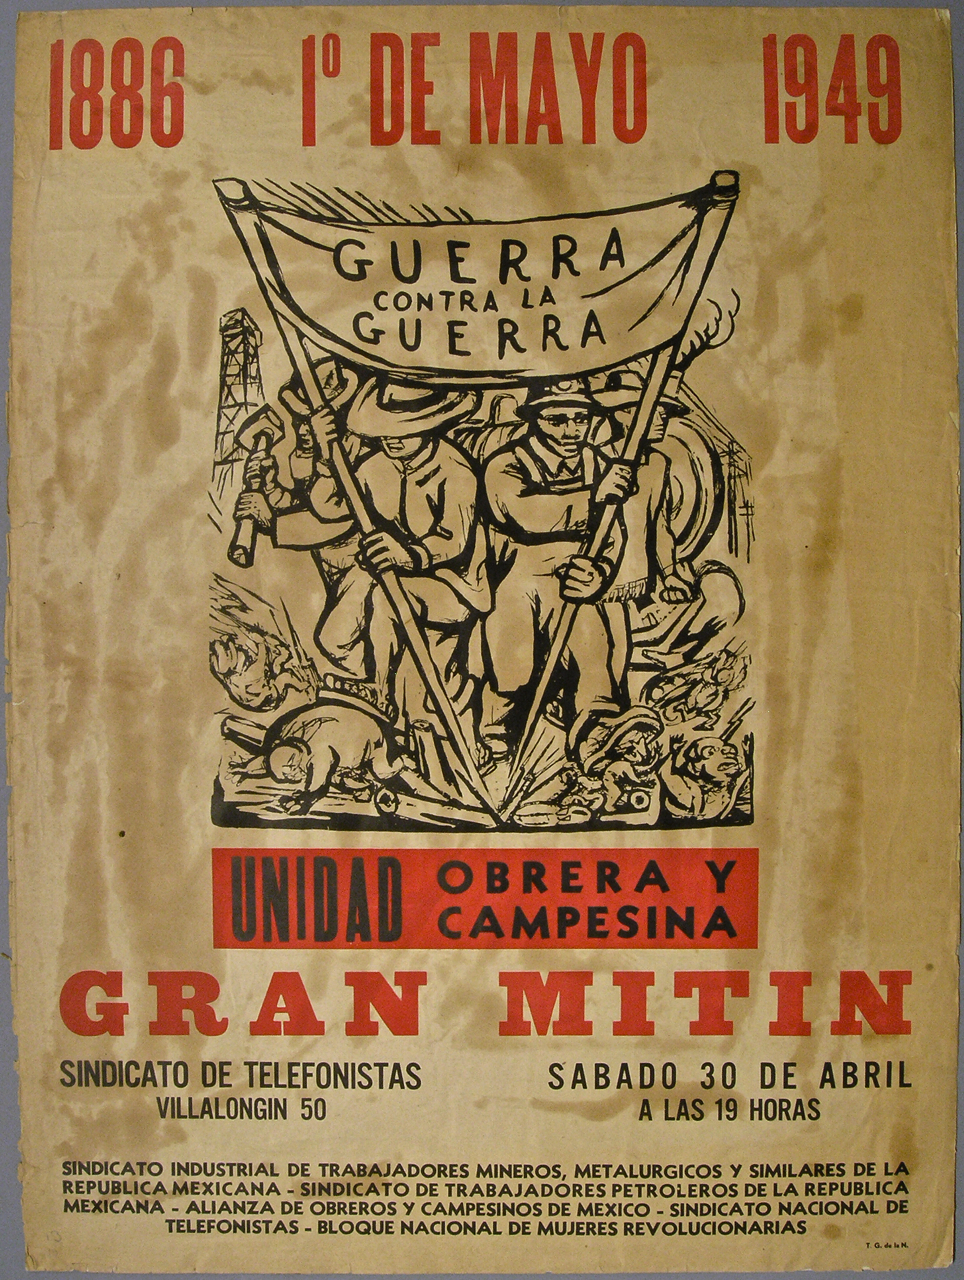 1886 1º DE MAYO 1949
GUERRA
CONTRA LA
GUERRA
UNIDAD OBRERA Y
CAMPESINA
GRAN MITIN
SINDICATO DE TELEFONISTAS
VILLALONGIN 50
SABADO 30 DE ABRIL
A LAS 19 HORAS
SINDICATO INDUSTRIAL DE TRABAJADORES MINEROS, METALURGICOS Y SIMILARES DE LA
REPUBLICA MEXICANA - SINDICATO DE TRABAJADORES PETROLEROS DE LA REPUBLICA
MEXICANA - ALIANZA DE OBREROS Y CAMPESINOS DE MEXICO - SINDICATO NACIONAL DE
TELEFONISTAS - BLOQUE NACIONAL DE MUJERES REVOLUCIONARIAS
T. G. de la N.